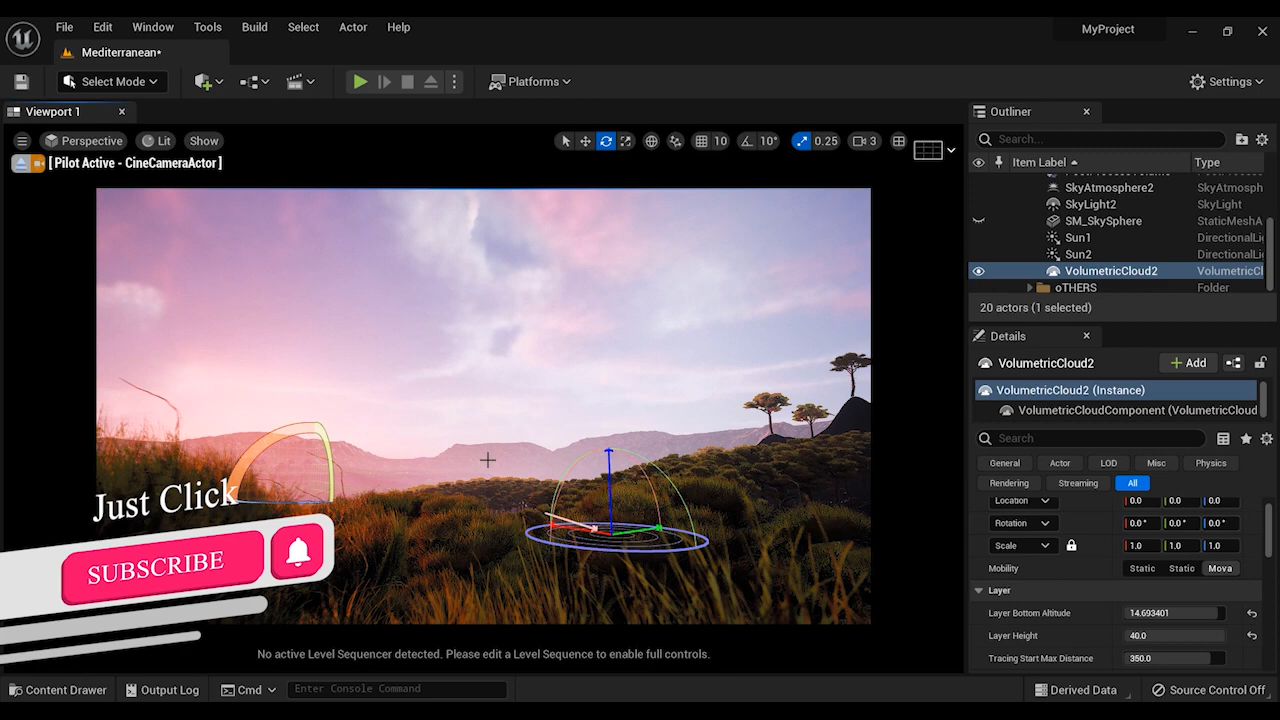 File Edit Window Tools Build Select Actor Help
MyProject
Mediterranean*
Select Mode
Platforms
Settings
Viewport 1
Perspective Lit Show
10 10° 0.25 3
[ Pilot Active - CineCameraActor ]
Just Click
SUBSCRIBE
No active Level Sequencer detected. Please edit a Level Sequence to enable full controls.
Outliner
Search...
Item Label Type
SkyAtmosphere2 SkyAtmosph
SkyLight2 SkyLight
SM_SkySphere StaticMeshA
Sun1 DirectionalLi
Sun2 DirectionalLi
VolumetricCloud2 VolumetricCl
oTHERS Folder
20 actors (1 selected)
Details
VolumetricCloud2 Add
VolumetricCloud2 (Instance)
VolumetricCloudComponent (VolumetricCloud
Search
General Actor LOD Misc Physics
Rendering Streaming All
Location 0.0 0.0 0.0
Rotation 0.0° 0.0° 0.0°
Scale 1.0 1.0 1.0
Mobility Static Static Mova
Layer
Layer Bottom Altitude 14.693401
Layer Height 40.0
Tracing Start Max Distance 350.0
Content Drawer Output Log Cmd Enter Console Command Derived Data Source Control Off